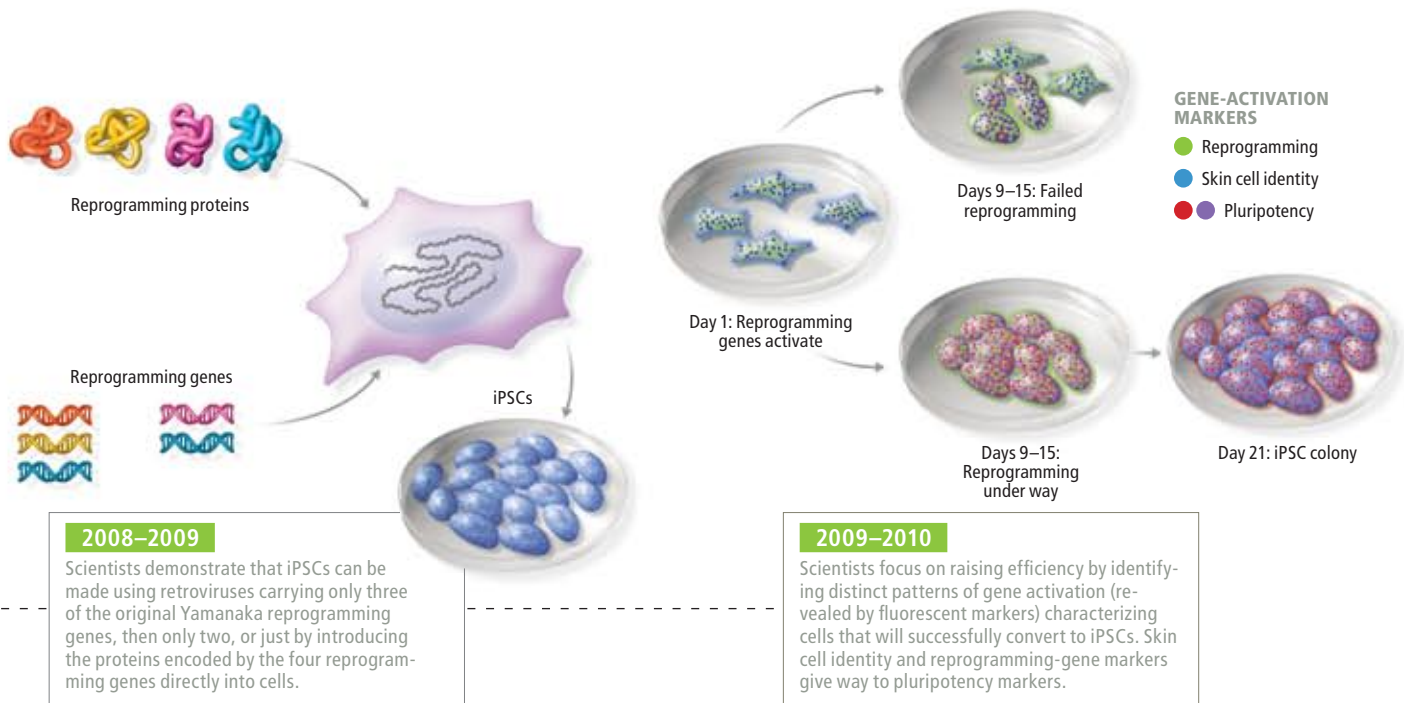 Reprogramming proteins
Reprogramming genes
iPSCs
2008–2009
Scientists demonstrate that iPSCs can be
made using retroviruses carrying only three
of the original Yamanaka reprogramming
genes, then only two, or just by introducing
the proteins encoded by the four reprogram-
ming genes directly into cells.
Day 1: Reprogramming
genes activate
Days 9–15: Failed
reprogramming
GENE-ACTIVATION
MARKERS
Reprogramming
Skin cell identity
Pluripotency
Days 9–15:
Reprogramming
under way
Day 21: iPSC colony
2009–2010
Scientists focus on raising efficiency by identify-
ing distinct patterns of gene activation (re-
vealed by fluorescent markers) characterizing
cells that will successfully convert to iPSCs. Skin
cell identity and reprogramming-gene markers
give way to pluripotency markers.